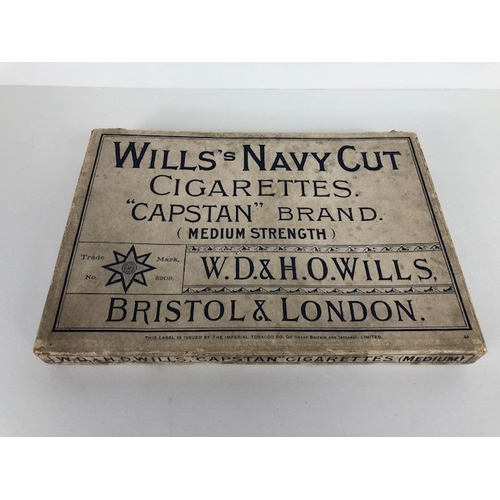 WILLS'S NAVY CUT
CIGARETTES.
"CAPSTAN" BRAND.
(MEDIUM STRENGTH)
Trade Mark,
No.
W.D.&H.O.WILLS,
BRISTOL & LONDON.
THIS LABEL IS ISSUED BY THE IMPERIAL TOBACCO CO. (OF GREAT BRITAIN AND IRELAND), LIMITED.
WILLS' "CAPSTAN" CIGARETTES (MEDIUM)